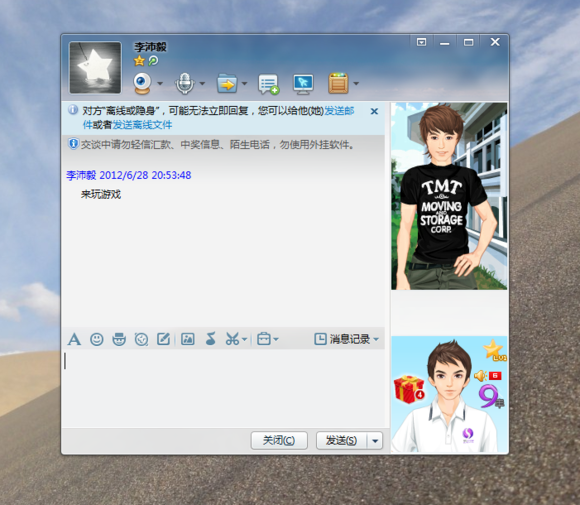 李沛毅
对方"离线或隐身"，可能无法立即回复，您可以给他(她)发送邮
件或者发送离线文件
交谈中请勿轻信汇款、中奖信息、陌生电话，勿使用外挂软件。
李沛毅 2012/6/28 20:53:48
来玩游戏
TMT
MOVING
AND
STORAGE
CORP.
A
消息记录
LV1
6
4
9
关闭(C)
发送(S)